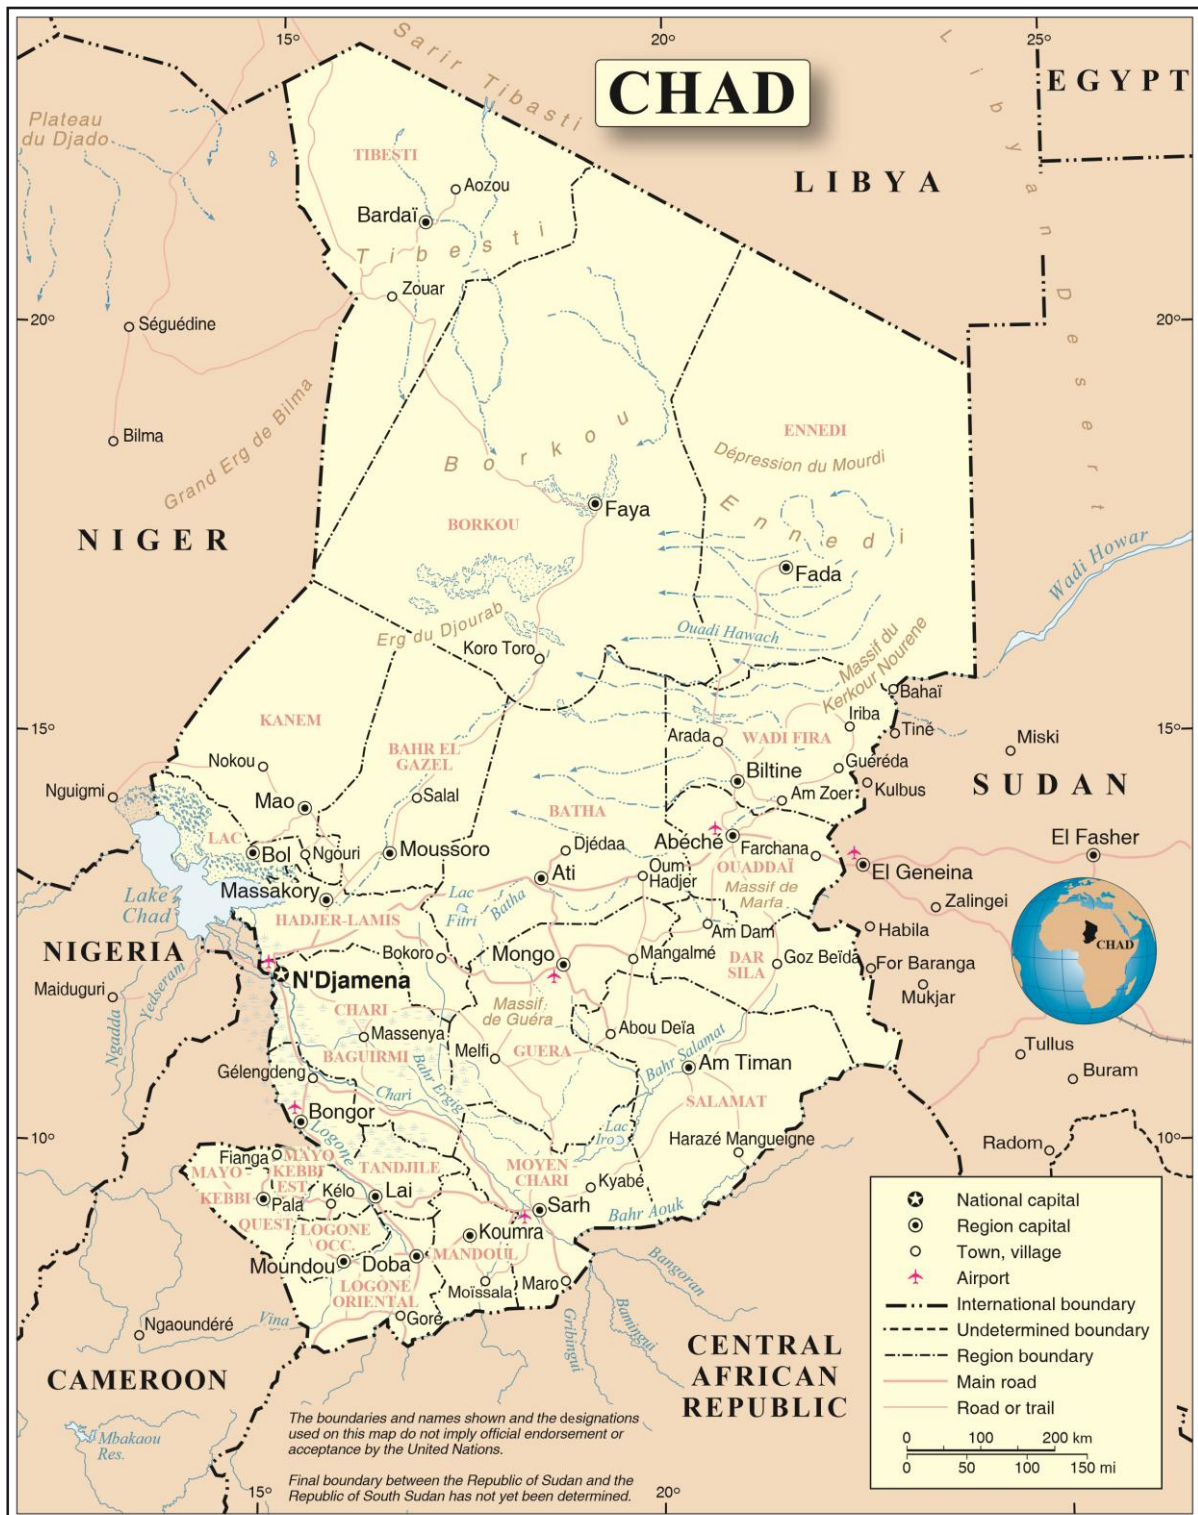 15°
20°
25°
Sarir Tibasti
Libyan Desert
EGYPT
CHAD
Plateau
du Djado
TIBESTI
LIBYA
Aozou
Bardaï
Tibesti
Zouar
20°
Séguédine
20°
Bilma
Grand Erg de Bilma
ENNEDI
Dépression du Mourdi
Borkou
Faya
Ennedi
NIGER
BORKOU
Fada
Wadi Howar
Erg du Djourab
Ouadi Hawach
Koro Toro
Massif du
Kerkour Nourene
Bahaï
KANEM
Iriba
15°
BAHR EL
GAZEL
Arada
WADI FIRA
Tiné
Miski
15°
Nokou
Guéréda
Biltine
SUDAN
Nguigmi
Mao
Salal
Am Zoer
Kulbus
BATHA
LAC
Abéché
El Fasher
Bol
Ngouri
Moussoro
Djédaa
Farchana
Oum
Hadjer
OUADDAÏ
El Geneina
Massakory
Ati
Lake
Chad
Lac
Fitri
Batha
Massif de
Marfa
Zalingei
HADJER-LAMIS
NIGERIA
Am Dam
Habila
CHAD
Bokoro
Mongo
Mangalmé
DAR
SILA
Goz Beïda
For Baranga
N'Djamena
Mukjar
Maiduguri
Yedseram
Ngadda
CHARI
BAGUIRMI
Massif
de Guéra
Massenya
Abou Deïa
Bahr Salamat
Tullus
Melfi
GUERA
Am Timan
Buram
Gélengdeng
Chari
Bahr Ergig
SALAMAT
Bongor
Logone
Lac
Iro
Harazé Mangueigne
10°
10°
Radom
Fianga
MAYO
KEBBI
EST
TANDJILE
MOYEN
CHARI
MAYO-
KEBBI
OUEST
Pala
Kélo
Lai
Kyabé
Sarh
Bahr Aouk
LOGONE
OCC.
Koumra
Moundou
Doba
MANDOUL
Bangoran
LOGONE
ORIENTAL
Moïssala
Maro
Goré
Vina
Gribingui
Bamingui
Ngaoundéré
CAMEROON
CENTRAL
AFRICAN
REPUBLIC
Mbakaou
Res.
National capital
Region capital
Town, village
Airport
International boundary
Undetermined boundary
Region boundary
Main road
Road or trail
0 100 200 km
0 50 100 150 mi
The boundaries and names shown and the designations
used on this map do not imply official endorsement or
acceptance by the United Nations.
Final boundary between the Republic of Sudan and the
Republic of South Sudan has not yet been determined.
15°
20°